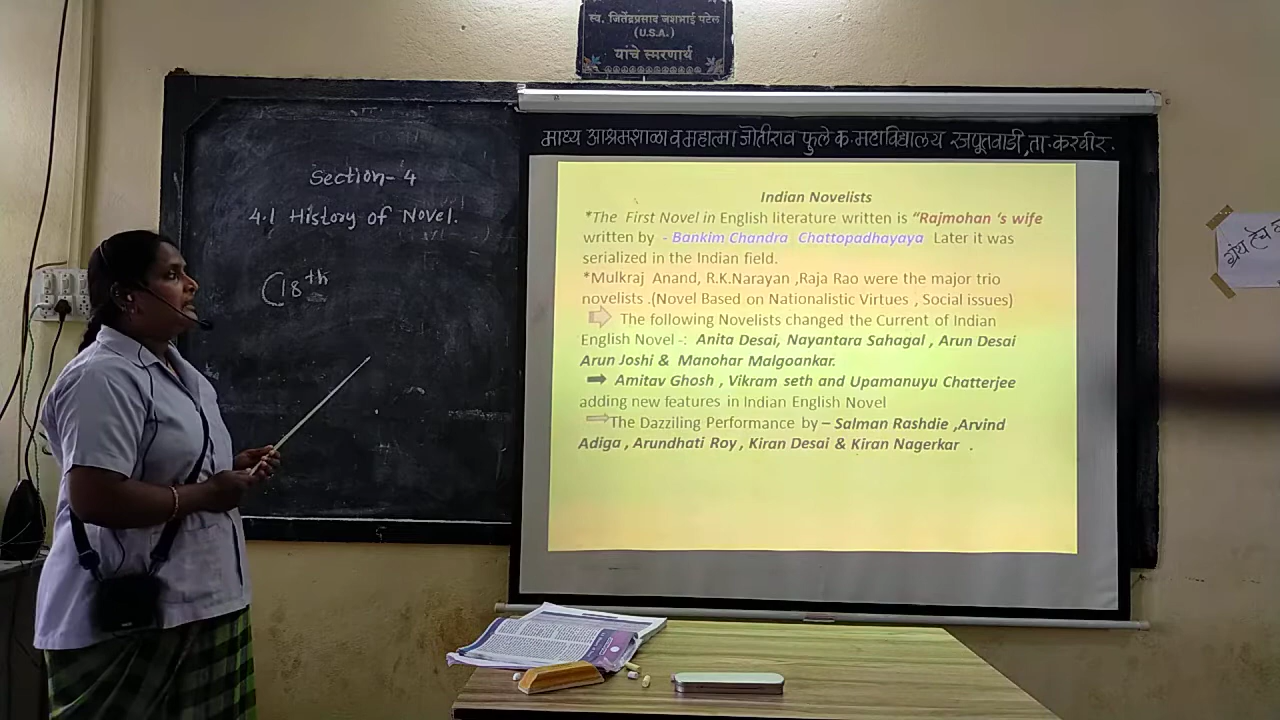 स्व. जितेंद्रप्रसाद जशभाई पटेल
(U.S.A.)
यांचे स्मरणार्थ
माध्य आश्रमशाळा व महात्मा जोतीराव फुले क. महाविद्यालय रजपूतवाडी, ता. करवीर.
Section-4
4.1 History of Novel.
(18th
Indian Novelists
*The First Novel in English literature written is “Rajmohan ‘s wife
written by - Bankim Chandra Chattopadhayaya Later it was
serialized in the Indian field.
*Mulkraj Anand, R.K.Narayan ,Raja Rao were the major trio
novelists .(Novel Based on Nationalistic Virtues , Social issues)
The following Novelists changed the Current of Indian
English Novel -: Anita Desai, Nayantara Sahagal , Arun Desai
Arun Joshi & Manohar Malgoankar.
Amitav Ghosh , Vikram seth and Upamanuyu Chatterjee
adding new features in Indian English Novel
The Dazziling Performance by – Salman Rashdie ,Arvind
Adiga , Arundhati Roy , Kiran Desai & Kiran Nagerkar .